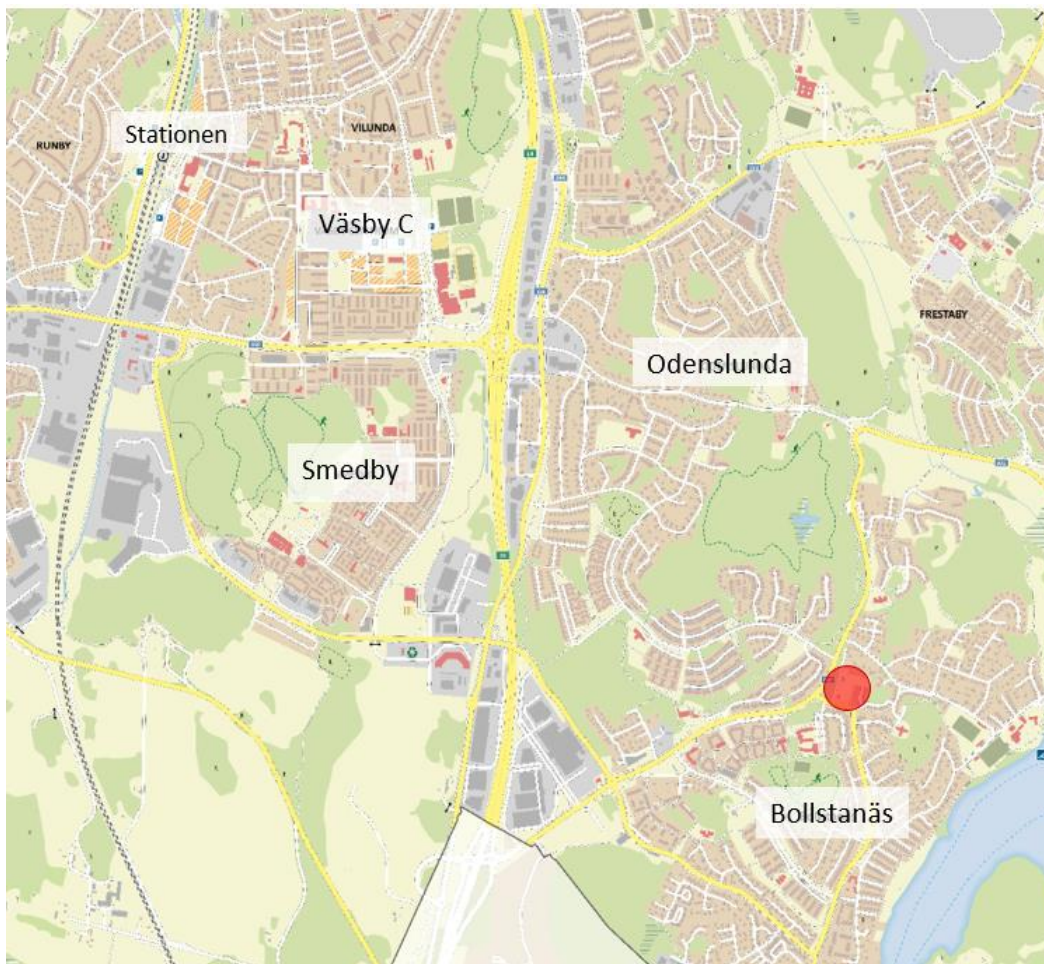 Stationen
VILUNDA
RUNBY
Väsby C
FRESTABY
Odenslunda
Smedby
Bollstanäs